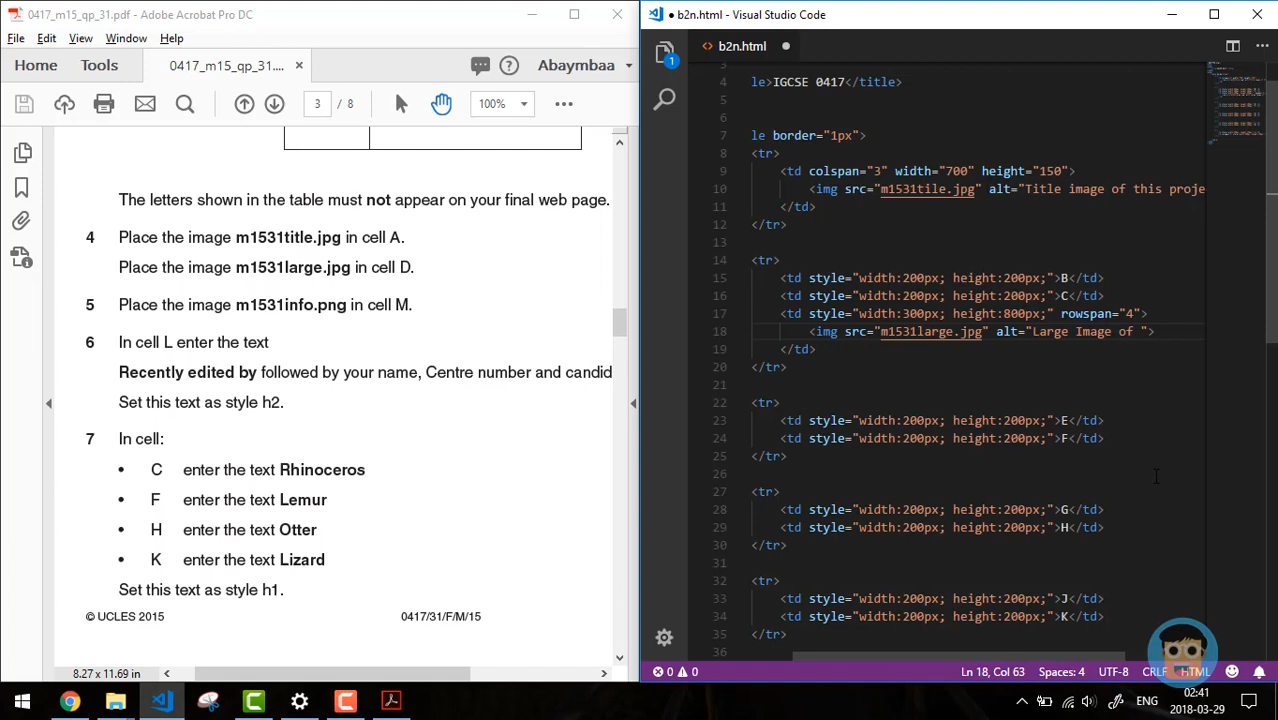 0417_m15_qp_31.pdf - Adobe Acrobat Pro DC
File Edit View Window Help
Home Tools 0417_m15_qp_31.... × Abaymbaa
3 / 8 100%
The letters shown in the table must not appear on your final web page.
4 Place the image m1531title.jpg in cell A.
Place the image m1531large.jpg in cell D.
5 Place the image m1531info.png in cell M.
6 In cell L enter the text
Recently edited by followed by your name, Centre number and candid
Set this text as style h2.
7 In cell:
• C enter the text Rhinoceros
• F enter the text Lemur
• H enter the text Otter
• K enter the text Lizard
Set this text as style h1.
© UCLES 2015 0417/31/F/M/15
8.27 x 11.69 in
● b2n.html - Visual Studio Code
b2n.html
1
3
4 le>IGCSE 0417</title>
5
6
7 le border="1px">
8 <tr>
9 <td colspan="3" width="700" height="150">
10 <img src="m1531tile.jpg" alt="Title image of this proje
11 </td>
12 </tr>
13
14 <tr>
15 <td style="width:200px; height:200px;">B</td>
16 <td style="width:200px; height:200px;">C</td>
17 <td style="width:300px; height:800px;" rowspan="4">
18 <img src="m1531large.jpg" alt="Large Image of ">
19 </td>
20 </tr>
21
22 <tr>
23 <td style="width:200px; height:200px;">E</td>
24 <td style="width:200px; height:200px;">F</td>
25 </tr>
26
27 <tr>
28 <td style="width:200px; height:200px;">G</td>
29 <td style="width:200px; height:200px;">H</td>
30 </tr>
31
32 <tr>
33 <td style="width:200px; height:200px;">J</td>
34 <td style="width:200px; height:200px;">K</td>
35 </tr>
36
0 0 Ln 18, Col 63 Spaces: 4 UTF-8 CRLF HTML
ENG 02:41
2018-03-29